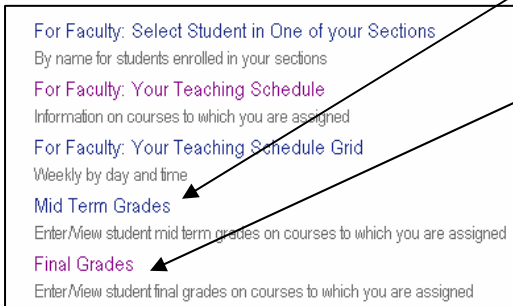 For Faculty: Select Student in One of your Sections
By name for students enrolled in your sections
For Faculty: Your Teaching Schedule
Information on courses to which you are assigned
For Faculty: Your Teaching Schedule Grid
Weekly by day and time
Mid Term Grades
Enter/View student mid term grades on courses to which you are assigned
Final Grades
Enter/View student final grades on courses to which you are assigned